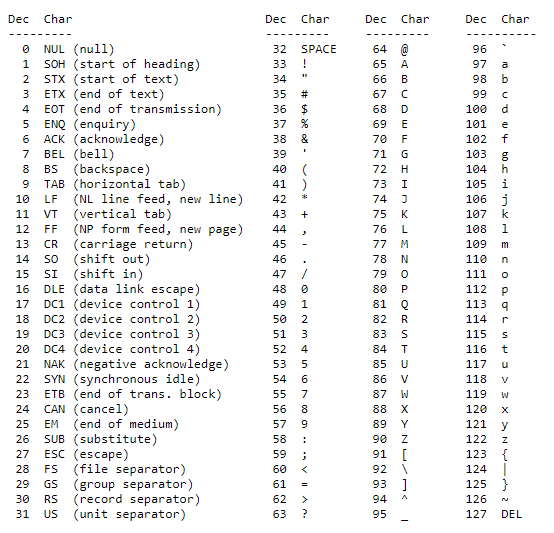 Dec Char Dec Char Dec Char Dec Char
--------- --------- --------- ----------
0 NUL (null) 32 SPACE 64 @ 96 `
1 SOH (start of heading) 33 ! 65 A 97 a
2 STX (start of text) 34 " 66 B 98 b
3 ETX (end of text) 35 # 67 C 99 c
4 EOT (end of transmission) 36 $ 68 D 100 d
5 ENQ (enquiry) 37 % 69 E 101 e
6 ACK (acknowledge) 38 & 70 F 102 f
7 BEL (bell) 39 ' 71 G 103 g
8 BS (backspace) 40 ( 72 H 104 h
9 TAB (horizontal tab) 41 ) 73 I 105 i
10 LF (NL line feed, new line) 42 * 74 J 106 j
11 VT (vertical tab) 43 + 75 K 107 k
12 FF (NP form feed, new page) 44 , 76 L 108 l
13 CR (carriage return) 45 - 77 M 109 m
14 SO (shift out) 46 . 78 N 110 n
15 SI (shift in) 47 / 79 O 111 o
16 DLE (data link escape) 48 0 80 P 112 p
17 DC1 (device control 1) 49 1 81 Q 113 q
18 DC2 (device control 2) 50 2 82 R 114 r
19 DC3 (device control 3) 51 3 83 S 115 s
20 DC4 (device control 4) 52 4 84 T 116 t
21 NAK (negative acknowledge) 53 5 85 U 117 u
22 SYN (synchronous idle) 54 6 86 V 118 v
23 ETB (end of trans. block) 55 7 87 W 119 w
24 CAN (cancel) 56 8 88 X 120 x
25 EM (end of medium) 57 9 89 Y 121 y
26 SUB (substitute) 58 : 90 Z 122 z
27 ESC (escape) 59 ; 91 [ 123 {
28 FS (file separator) 60 < 92 \ 124 |
29 GS (group separator) 61 = 93 ] 125 }
30 RS (record separator) 62 > 94 ^ 126 ~
31 US (unit separator) 63 ? 95 _ 127 DEL